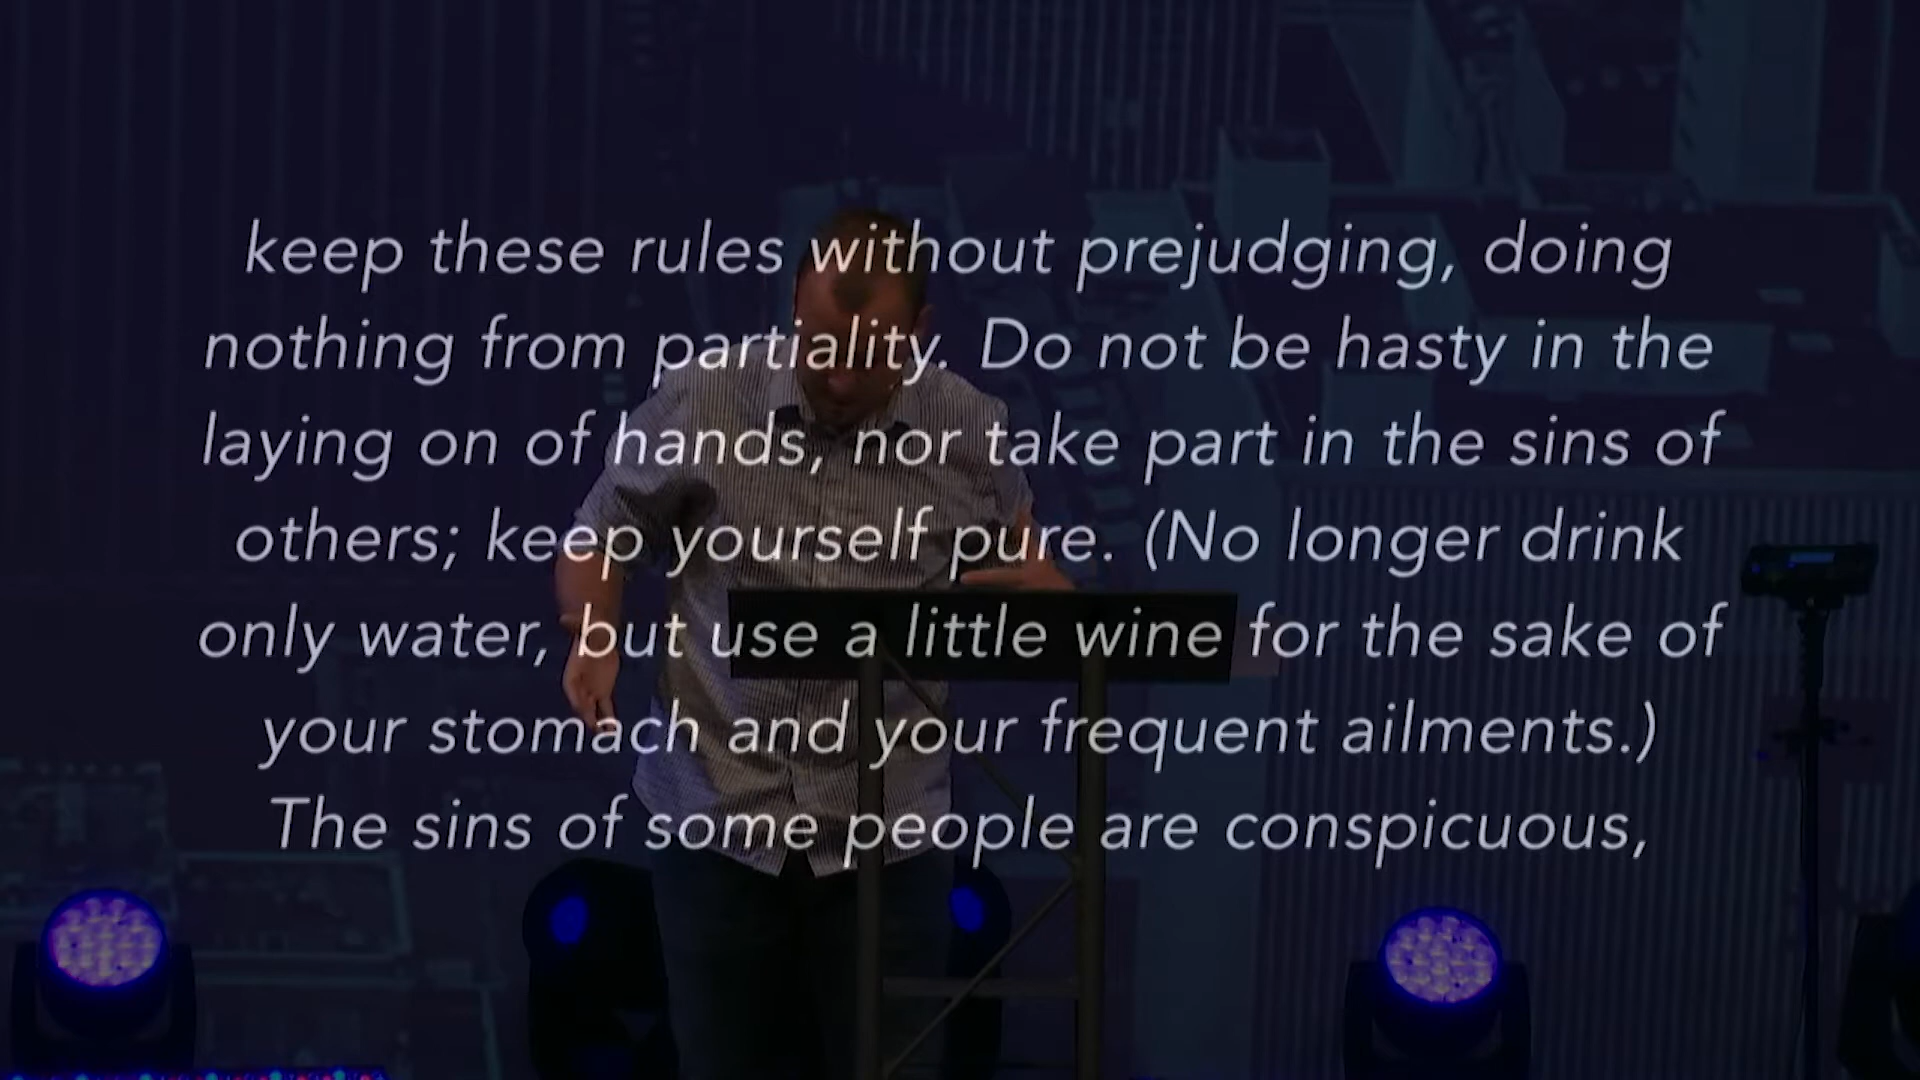 keep these rules without prejudging, doing
nothing from partiality. Do not be hasty in the
laying on of hands, nor take part in the sins of
others; keep yourself pure. (No longer drink
only water, but use a little wine for the sake of
your stomach and your frequent ailments.)
The sins of some people are conspicuous,